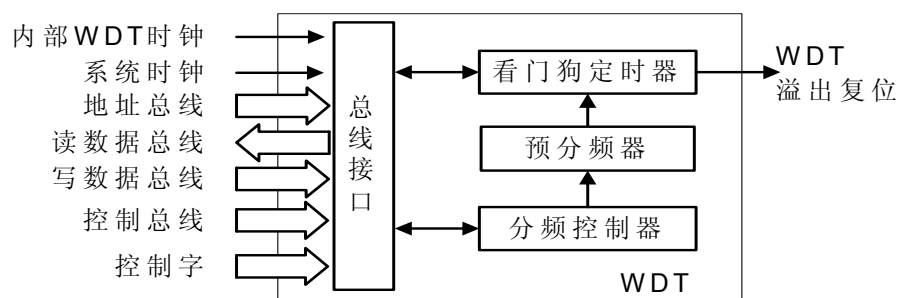 内部WDT时钟
系统时钟
地址总线
读数据总线
写数据总线
控制总线
控制字
总线接口
看门狗定时器
预分频器
分频控制器
WDT
WDT
溢出复位